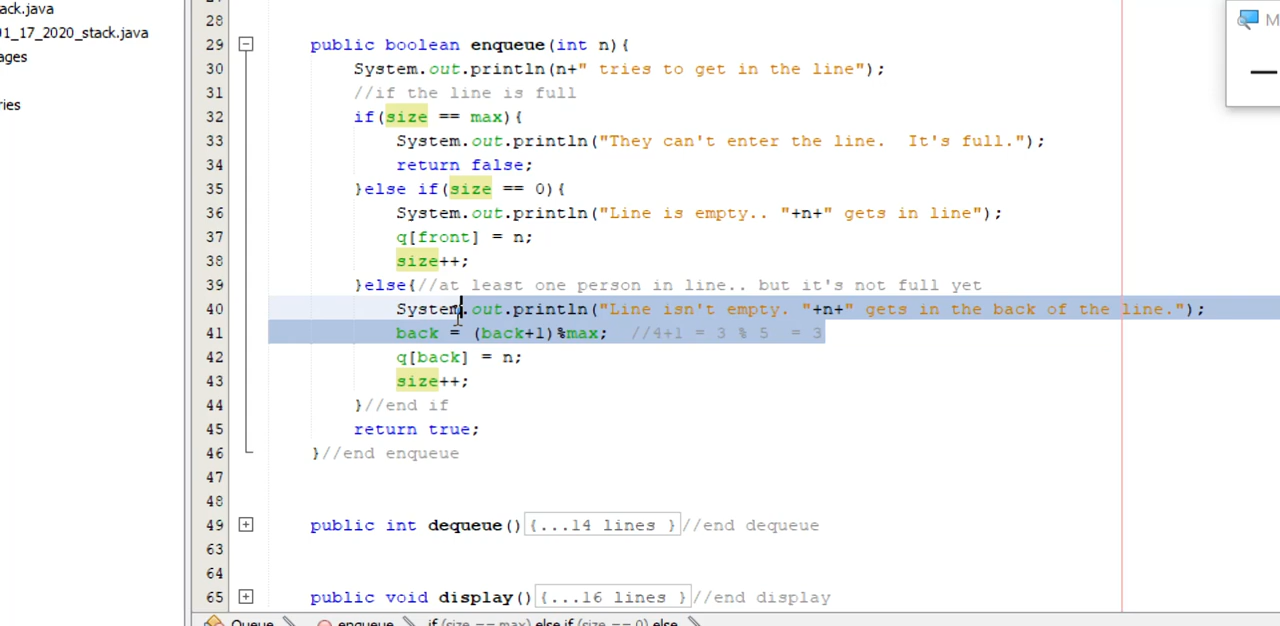 ack.java
01_17_2020_stack.java
ages
ries
28
29 public boolean enqueue(int n){
30 System.out.println(n+" tries to get in the line");
31 //if the line is full
32 if(size == max){
33 System.out.println("They can't enter the line.  It's full.");
34 return false;
35 }else if(size == 0){
36 System.out.println("Line is empty.. "+n+" gets in line");
37 q[front] = n;
38 size++;
39 }else{//at least one person in line.. but it's not full yet
40 System.out.println("Line isn't empty. "+n+" gets in the back of the line.");
41 back = (back+1)%max;  //4+1 = 3 % 5  = 3
42 q[back] = n;
43 size++;
44 }//end if
45 return true;
46 }//end enqueue
47
48
49 public int dequeue(){...14 lines }//end dequeue
63
64
65 public void display(){...16 lines }//end display
Queue enqueue if (size == max) else if (size == 0) else
M